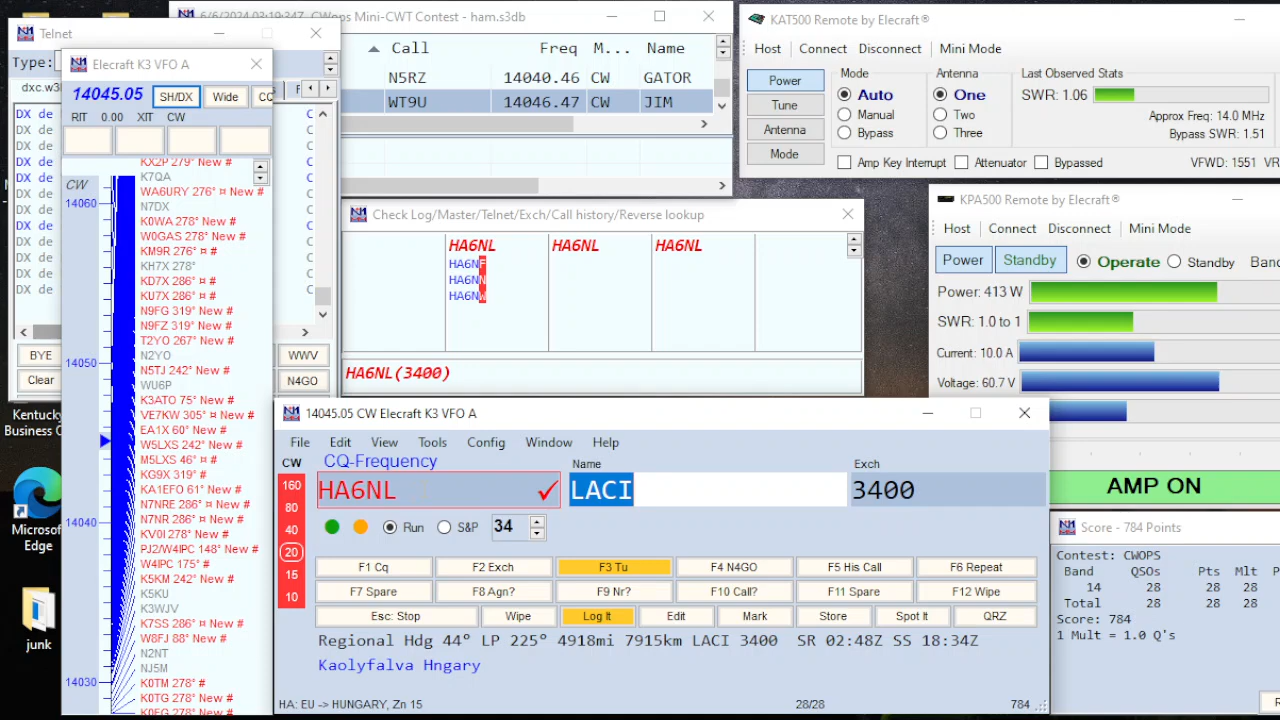 6/6/2024 03:19:34Z, CWops Mini-CWT Contest - ham.s3db
Call Freq M... Name
N5RZ 14040.46 CW GATOR
WT9U 14046.47 CW JIM
Telnet
Type:
dxc.w3
DX de
DX de
DX de
DX de
DX de
DX de
DX de
DX de
DX de
DX de
DX de
DX de
BYE
WWV
Clear
N4GO
Elecraft K3 VFO A
14045.05 SH/DX Wide CQ
RIT 0.00 XIT CW
CW
14060
14050
14040
14030
KX2P 279° New #
K7QA
WA6URY 276° ¤ New #
N7DX
K0WA 278° New #
W0GAS 278° New #
KM9R 276° ¤ #
KH7X 278°
KD7X 286° ¤ #
KU7X 286° ¤ #
N9FG 319° New #
N9FZ 319° New #
T2YO 267° New #
N2YO
N5TJ 242° New #
WU6P
K3ATO 75° New #
VE7KW 305° ¤ New #
EA1X 60° New #
W5LXS 242° New #
M5LXS 46° ¤ #
KG9X 319° #
KA1EFO 61° New #
N7NRE 286° ¤ New #
N7NR 286° ¤ New #
KV0I 278° New #
PJ2/W4IPC 148° New #
W4IPC 175° #
K5KM 242° New #
K5KU
K3WJV
K7SS 286° ¤ New #
W8FJ 88° New #
N2NT
NJ5M
K0TM 278° #
K0TG 278° New #
K0EG 278° New #
Check Log/Master/Telnet/Exch/Call history/Reverse lookup
HA6NL HA6NL HA6NL
HA6NF
HA6NN
HA6NW
HA6NL(3400)
KAT500 Remote by Elecraft®
Host Connect Disconnect Mini Mode
Power
Tune
Antenna
Mode
Mode
Auto
Manual
Bypass
Antenna
One
Two
Three
Last Observed Stats
SWR: 1.06
Approx Freq: 14.0 MHz
Bypass SWR: 1.51
Amp Key Interrupt Attenuator Bypassed VFWD: 1551 VR
KPA500 Remote by Elecraft®
Host Connect Disconnect Mini Mode
Power Standby Operate Standby Band
Power: 413 W
SWR: 1.0 to 1
Current: 10.0 A
Voltage: 60.7 V
AMP ON
Kentucky
Business C
Microsof
Edge
junk
14045.05 CW Elecraft K3 VFO A
File Edit View Tools Config Window Help
CW CQ-Frequency Name Exch
HA6NL LACI 3400
160
80
40
20
15
10
Run S&P 34
F1 Cq F2 Exch F3 Tu F4 N4GO F5 His Call F6 Repeat
F7 Spare F8 Agn? F9 Nr? F10 Call? F11 Spare F12 Wipe
Esc: Stop Wipe Log It Edit Mark Store Spot It QRZ
Regional Hdg 44° LP 225° 4918mi 7915km LACI 3400 SR 02:48Z SS 18:34Z
Kaolyfalva Hngary
HA: EU -> HUNGARY, Zn 15 28/28 784
Score - 784 Points
Contest: CWOPS
Band QSOs Pts Mlt P
14 28 28 28
Total 28 28 28
Score: 784
1 Mult = 1.0 Q's